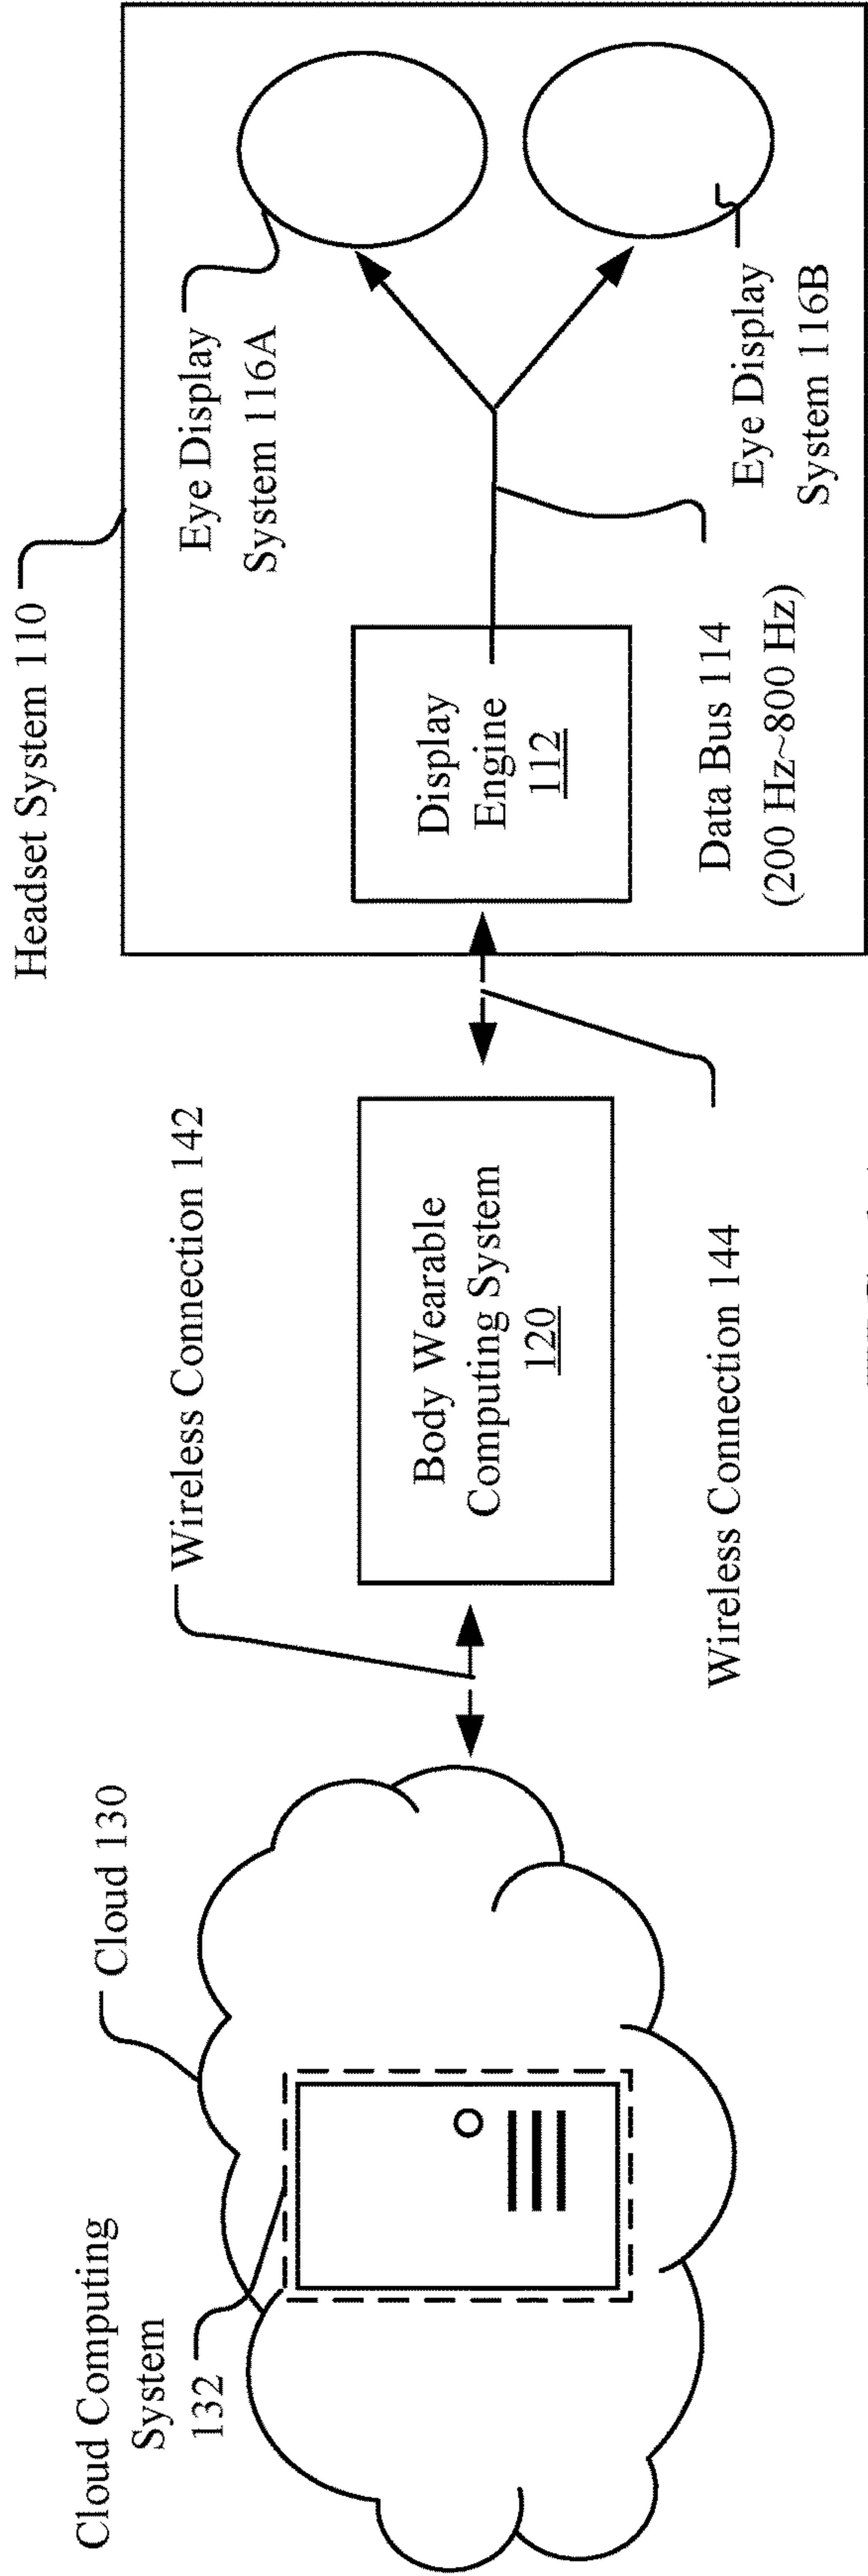 Cloud Computing
System
132
Cloud 130
Wireless Connection 142
Body Wearable
Computing System
120
Wireless Connection 144
Headset System 110
Display
Engine
112
Data Bus 114
(200 Hz~800 Hz)
Eye Display
System 116A
Eye Display
System 116B